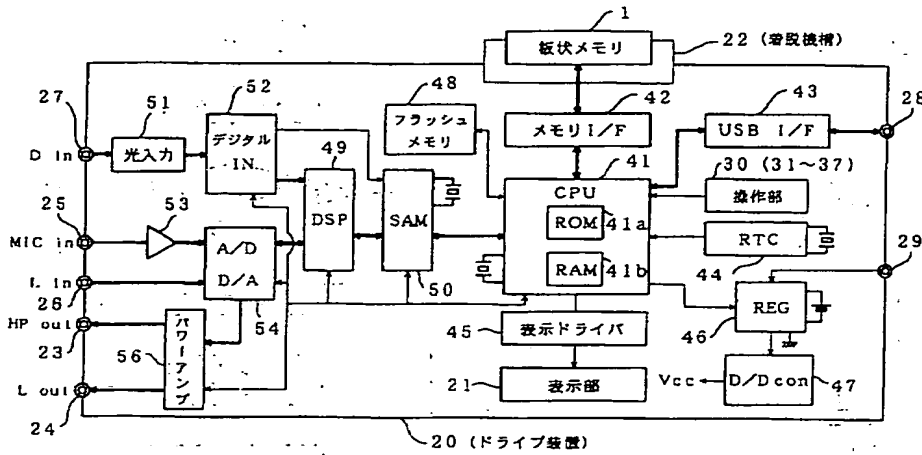 1
板状メモリ
22 (着脱機構)
27
51
52
48
42
43
28
D in
光入力
デジタル
IN
フラッシュ
メモリ
メモリI/F
USB I/F
49
41
30 (31〜37)
25
53
DSP
SAM
CPU
操作部
MIC in
A/D
D/A
ROM
41a
RTC
29
L in
RAM
41b
44
26
54
50
REG
HP out
45
表示ドライバ
46
23
56
パワーアンプ
L out
21
表示部
Vcc
D/Dcon
47
24
20 (ドライブ装置)